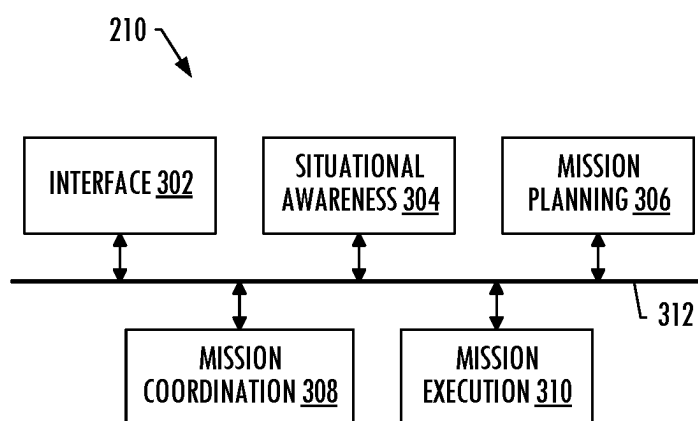 210
INTERFACE 302
SITUATIONAL
AWARENESS 304
MISSION
PLANNING 306
312
MISSION
COORDINATION 308
MISSION
EXECUTION 310